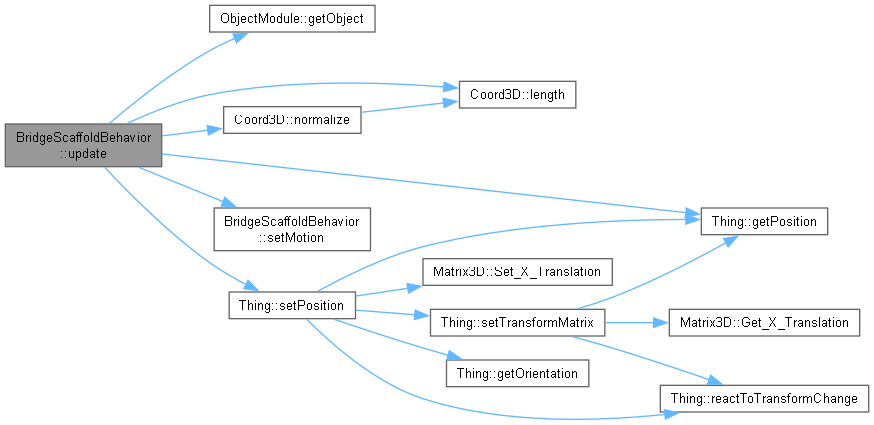 ObjectModule::getObject
Coord3D::length
Coord3D::normalize
BridgeScaffoldBehavior
::update
Thing::getPosition
BridgeScaffoldBehavior
::setMotion
Matrix3D::Set_X_Translation
Thing::setPosition
Thing::setTransformMatrix
Matrix3D::Get_X_Translation
Thing::getOrientation
Thing::reactToTransformChange